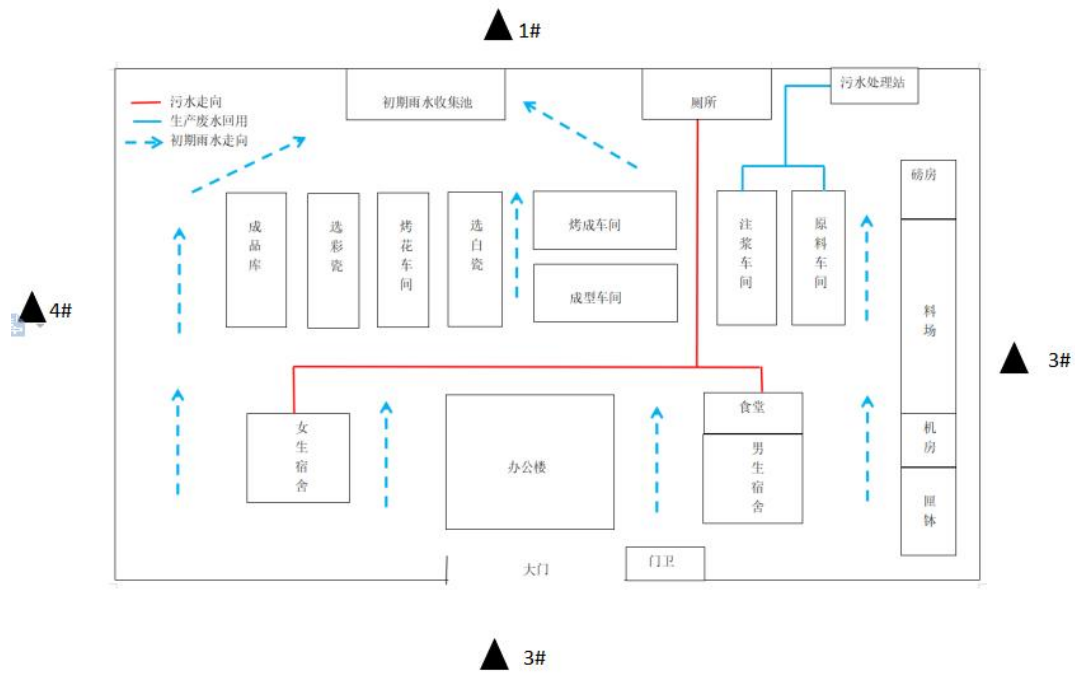 1#
污水处理站
初期雨水收集池
厕所
污水走向
生产废水回用
初期雨水走向
磅房
成品库
选彩瓷
烤花车间
选白瓷
烤成车间
注浆车间
原料车间
成型车间
料场
4#
3#
食堂
女生宿舍
机房
办公楼
男生宿舍
匣钵
门卫
大门
3#